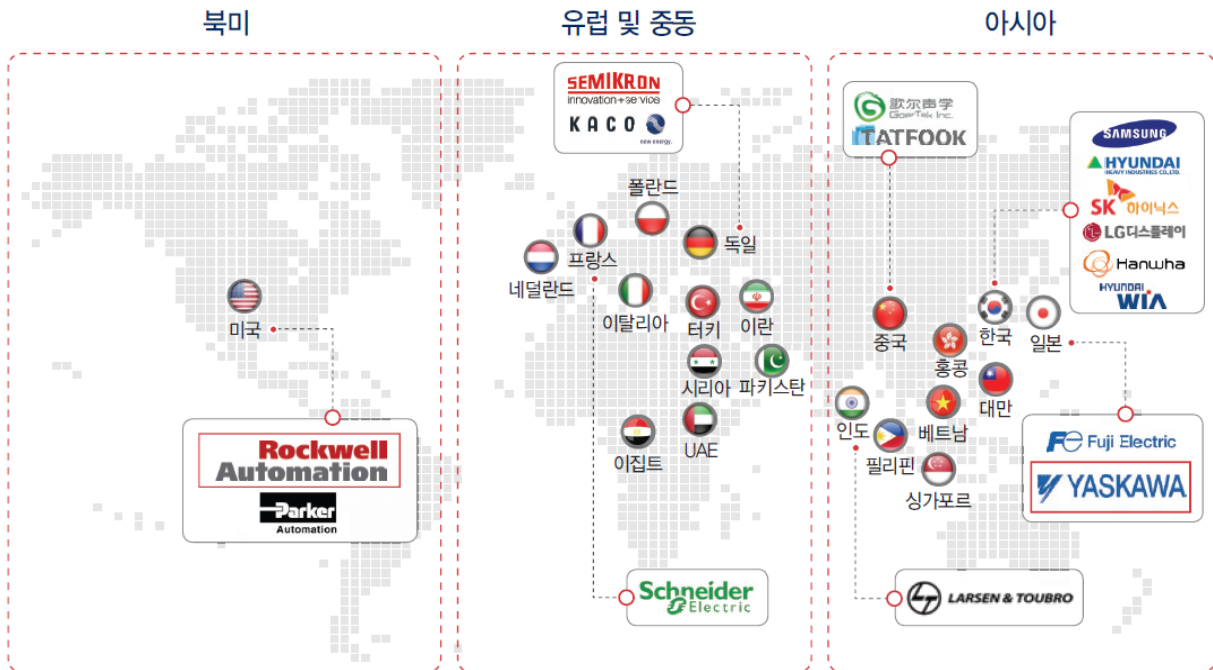 북미
유럽 및 중동
아시아
미국
Rockwell
Automation
Parker
Automation
SEMIKRON
innovation+service
KACO
new energy.
폴란드
독일
프랑스
네덜란드
이탈리아
터키
이란
시리아
파키스탄
이집트
UAE
Schneider
Electric
歌尔声学
GoerTek Inc.
TATFOOK
SAMSUNG
HYUNDAI
HEAVY INDUSTRIES CO.,LTD.
SK 하이닉스
LG디스플레이
Hanwha
HYUNDAI
WIA
중국
한국
일본
홍콩
대만
인도
베트남
필리핀
싱가포르
Fe Fuji Electric
YASKAWA
LARSEN & TOUBRO